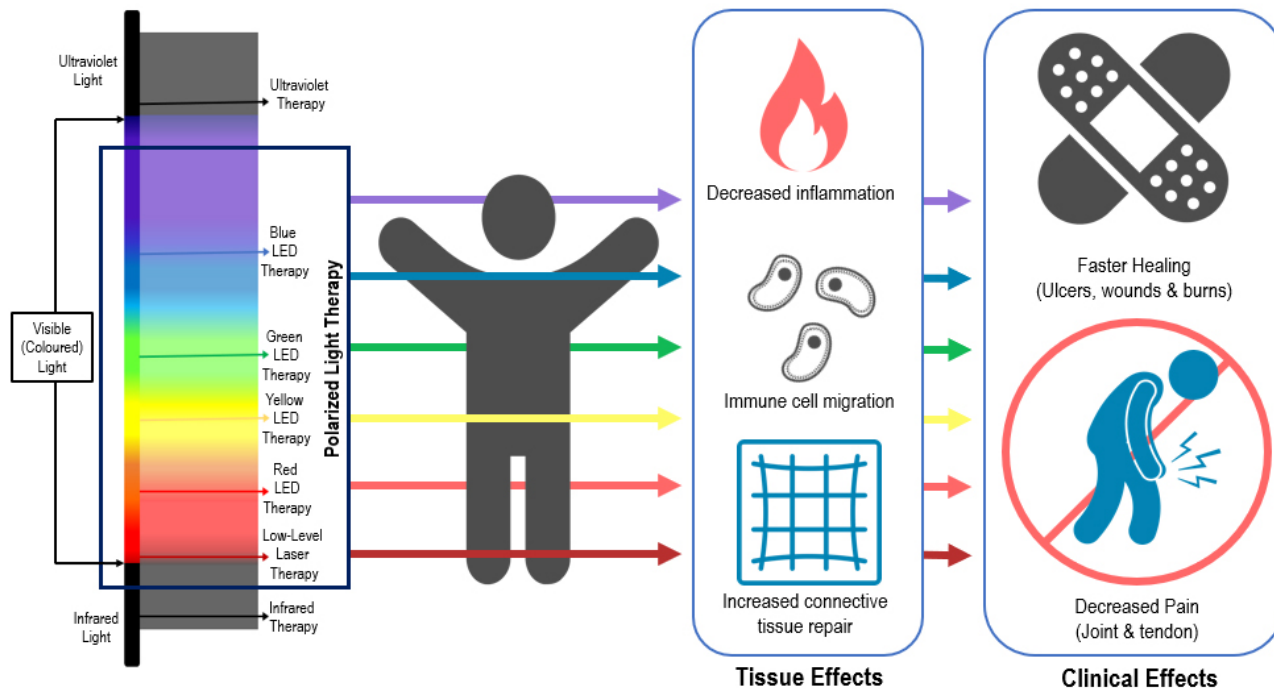 Ultraviolet
Light
Ultraviolet
Therapy
Blue
LED
Therapy
Visible
(Coloured)
Light
Green
LED
Therapy
Yellow
LED
Therapy
Red
LED
Therapy
Low-Level
Laser
Therapy
Infrared
Light
Infrared
Therapy
Polarized Light Therapy
Decreased inflammation
Immune cell migration
Increased connective
tissue repair
Tissue Effects
Faster Healing
(Ulcers, wounds & burns)
Decreased Pain
(Joint & tendon)
Clinical Effects